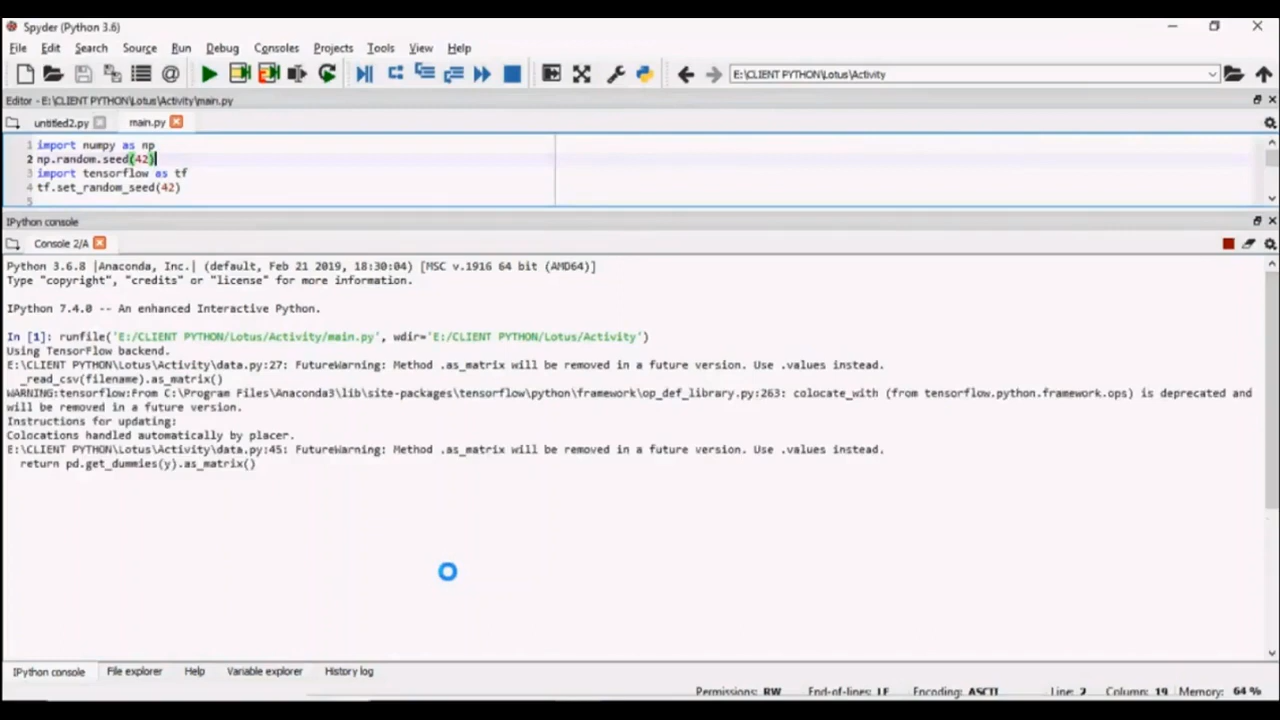 Spyder (Python 3.6)
File Edit Search Source Run Debug Consoles Projects Tools View Help
E:\CLIENT PYTHON\Lotus\Activity
Editor - E:\CLIENT PYTHON\Lotus\Activity\main.py
untitled2.py main.py
1 import numpy as np
2 np.random.seed(42)
3 import tensorflow as tf
4 tf.set_random_seed(42)
5
IPython console
Console 2/A
Python 3.6.8 |Anaconda, Inc.| (default, Feb 21 2019, 18:30:04) [MSC v.1916 64 bit (AMD64)]
Type "copyright", "credits" or "license" for more information.
IPython 7.4.0 -- An enhanced Interactive Python.
In [1]: runfile('E:/CLIENT PYTHON/Lotus/Activity/main.py', wdir='E:/CLIENT PYTHON/Lotus/Activity')
Using TensorFlow backend.
E:\CLIENT PYTHON\Lotus\Activity\data.py:27: FutureWarning: Method .as_matrix will be removed in a future version. Use .values instead.
_read_csv(filename).as_matrix()
WARNING:tensorflow:From C:\Program Files\Anaconda3\lib\site-packages\tensorflow\python\framework\op_def_library.py:263: colocate_with (from tensorflow.python.framework.ops) is deprecated and
will be removed in a future version.
Instructions for updating:
Colocations handled automatically by placer.
E:\CLIENT PYTHON\Lotus\Activity\data.py:45: FutureWarning: Method .as_matrix will be removed in a future version. Use .values instead.
return pd.get_dummies(y).as_matrix()
IPython console File explorer Help Variable explorer History log
Permissions: RW End-of-lines: LF Encoding: ASCII Line: 2 Column: 19 Memory: 64 %